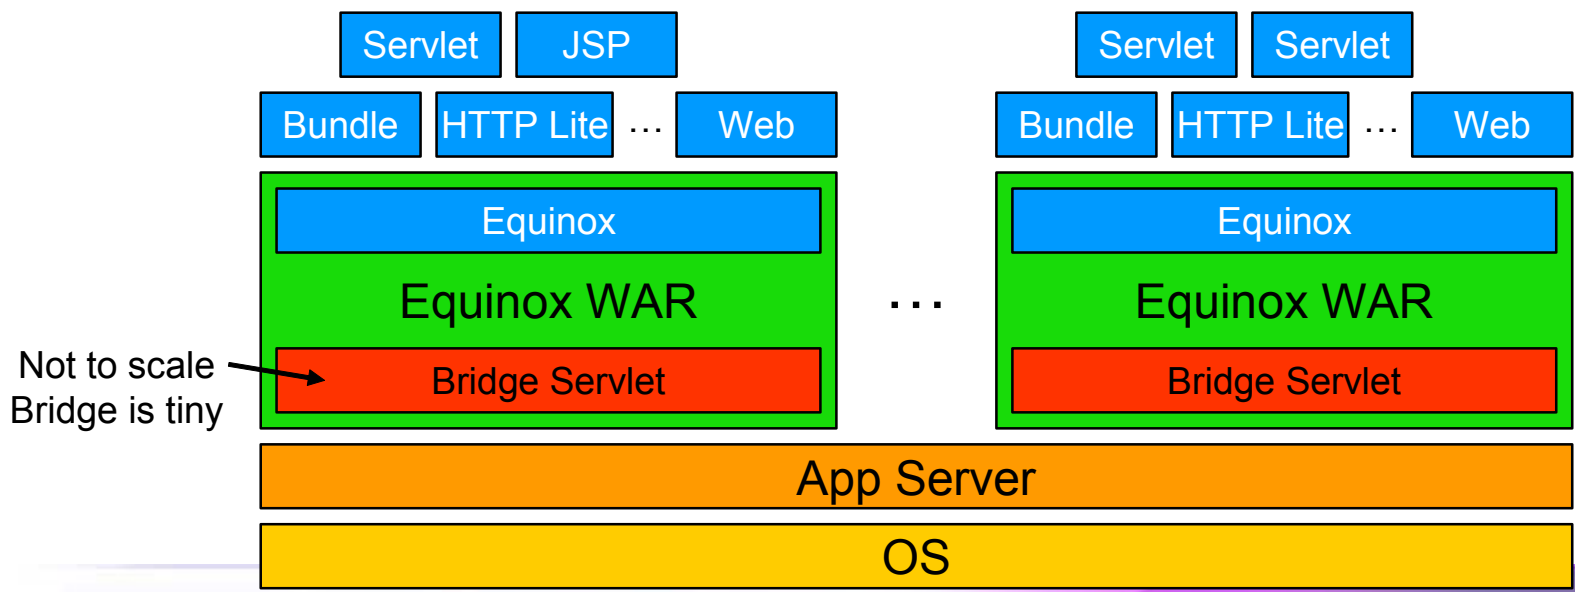 Servlet JSP Servlet Servlet
Bundle HTTP Lite ... Web Bundle HTTP Lite ... Web
Equinox Equinox
Equinox WAR ... Equinox WAR
Not to scale
Bridge is tiny
Bridge Servlet Bridge Servlet
App Server
OS